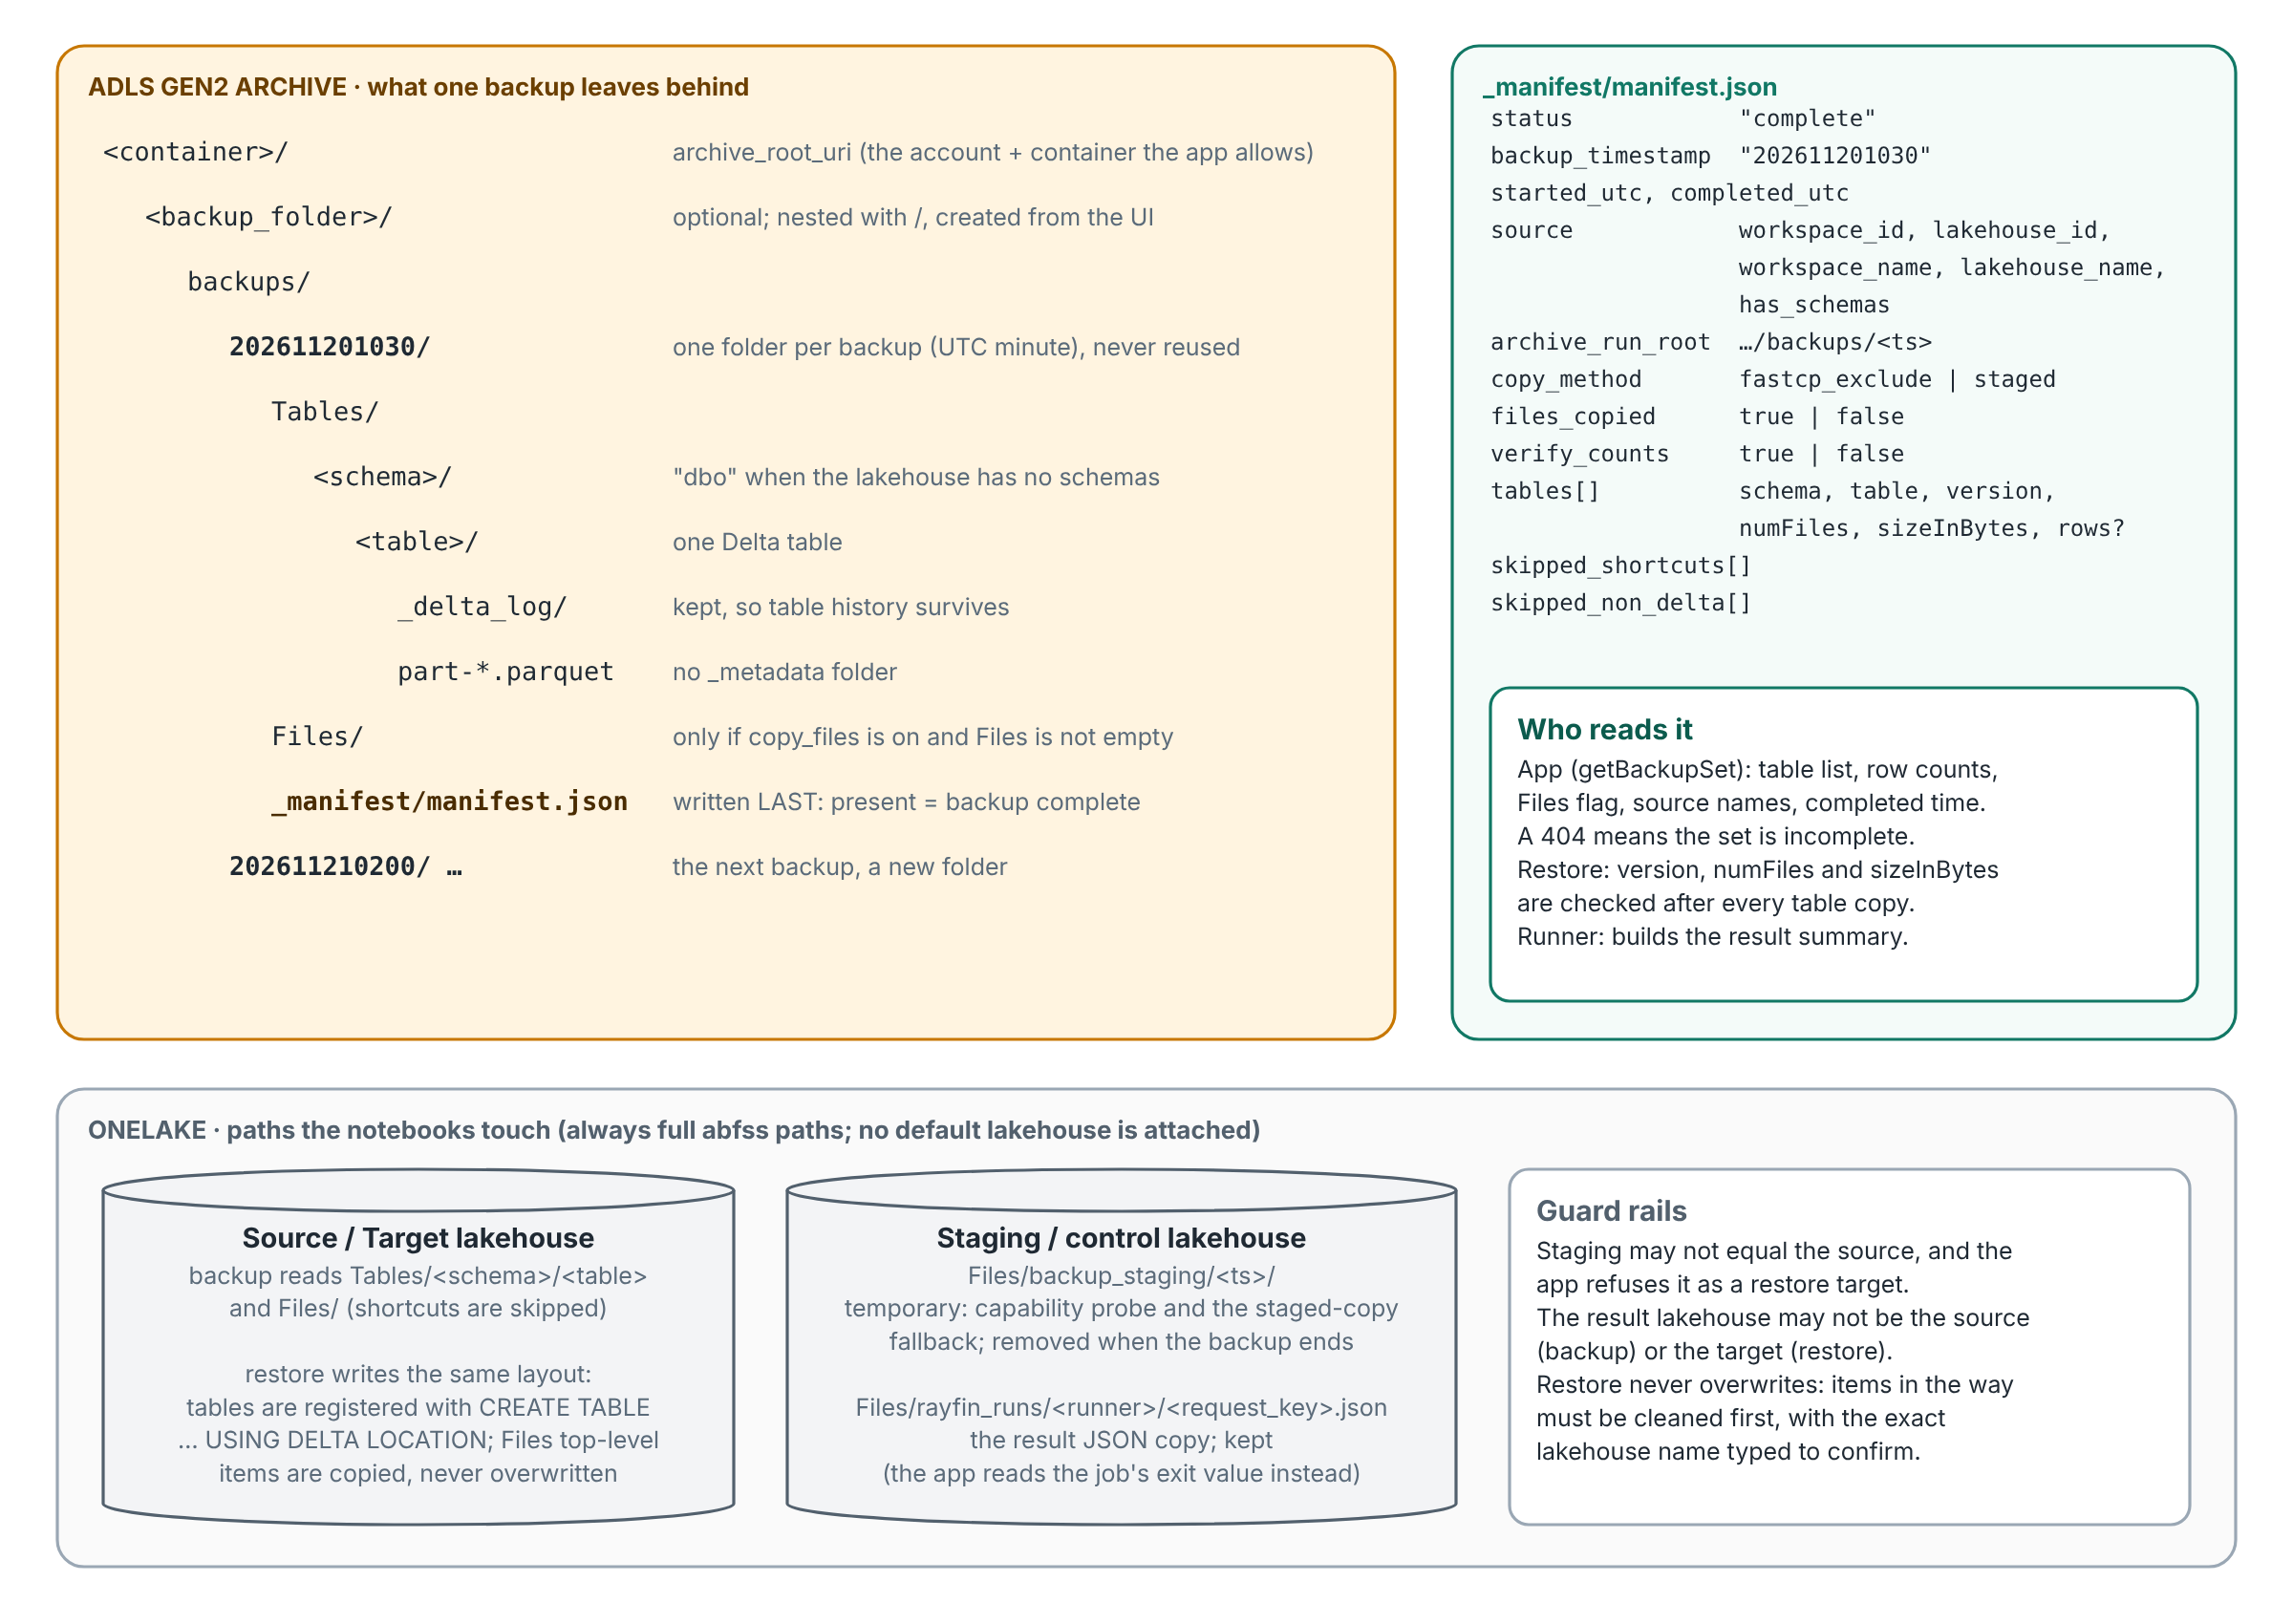 ADLS GEN2 ARCHIVE · what one backup leaves behind
<container>/ archive_root_uri (the account + container the app allows)
<backup_folder>/ optional; nested with /, created from the UI
backups/
202611201030/ one folder per backup (UTC minute), never reused
Tables/
<schema>/ "dbo" when the lakehouse has no schemas
<table>/ one Delta table
_delta_log/ kept, so table history survives
part-*.parquet no _metadata folder
Files/ only if copy_files is on and Files is not empty
_manifest/manifest.json written LAST: present = backup complete
202611210200/ … the next backup, a new folder
_manifest/manifest.json
status "complete"
backup_timestamp "202611201030"
started_utc, completed_utc
source workspace_id, lakehouse_id,
workspace_name, lakehouse_name,
has_schemas
archive_run_root …/backups/<ts>
copy_method fastcp_exclude | staged
files_copied true | false
verify_counts true | false
tables[] schema, table, version,
numFiles, sizeInBytes, rows?
skipped_shortcuts[]
skipped_non_delta[]
Who reads it
App (getBackupSet): table list, row counts,
Files flag, source names, completed time.
A 404 means the set is incomplete.
Restore: version, numFiles and sizeInBytes
are checked after every table copy.
Runner: builds the result summary.
ONELAKE · paths the notebooks touch (always full abfss paths; no default lakehouse is attached)
Source / Target lakehouse
backup reads Tables/<schema>/<table>
and Files/ (shortcuts are skipped)
restore writes the same layout:
tables are registered with CREATE TABLE
… USING DELTA LOCATION; Files top-level
items are copied, never overwritten
Staging / control lakehouse
Files/backup_staging/<ts>/
temporary: capability probe and the staged-copy
fallback; removed when the backup ends
Files/rayfin_runs/<runner>/<request_key>.json
the result JSON copy; kept
(the app reads the job's exit value instead)
Guard rails
Staging may not equal the source, and the
app refuses it as a restore target.
The result lakehouse may not be the source
(backup) or the target (restore).
Restore never overwrites: items in the way
must be cleaned first, with the exact
lakehouse name typed to confirm.